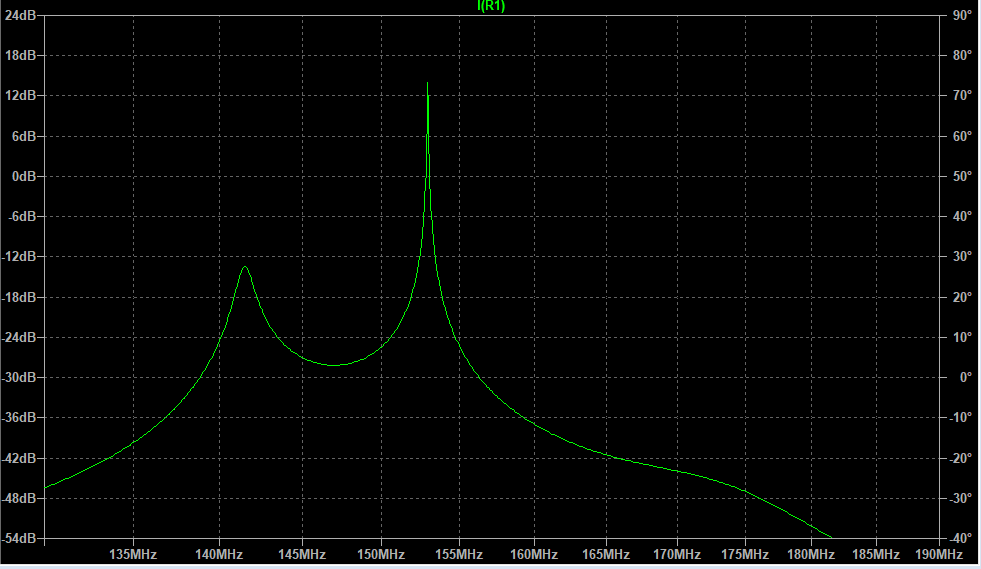 I(R1)
24dB 90°
18dB 80°
12dB 70°
6dB 60°
0dB 50°
-6dB 40°
-12dB 30°
-18dB 20°
-24dB 10°
-30dB 0°
-36dB -10°
-42dB -20°
-48dB -30°
-54dB -40°
135MHz 140MHz 145MHz 150MHz 155MHz 160MHz 165MHz 170MHz 175MHz 180MHz 185MHz 190MHz